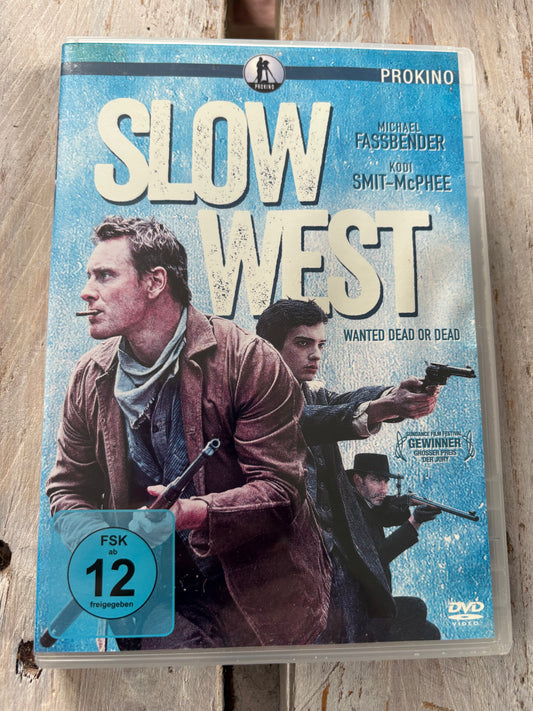 PROKINO
PROKINO
SLOW
WEST
MICHAEL
FASSBENDER
KODI
SMIT-McPHEE
WANTED DEAD OR DEAD
SUNDANCE FILM FESTIVAL
GEWINNER
GROSSER PREIS
DER JURY
FSK
ab
12
freigegeben
DVD
VIDEO